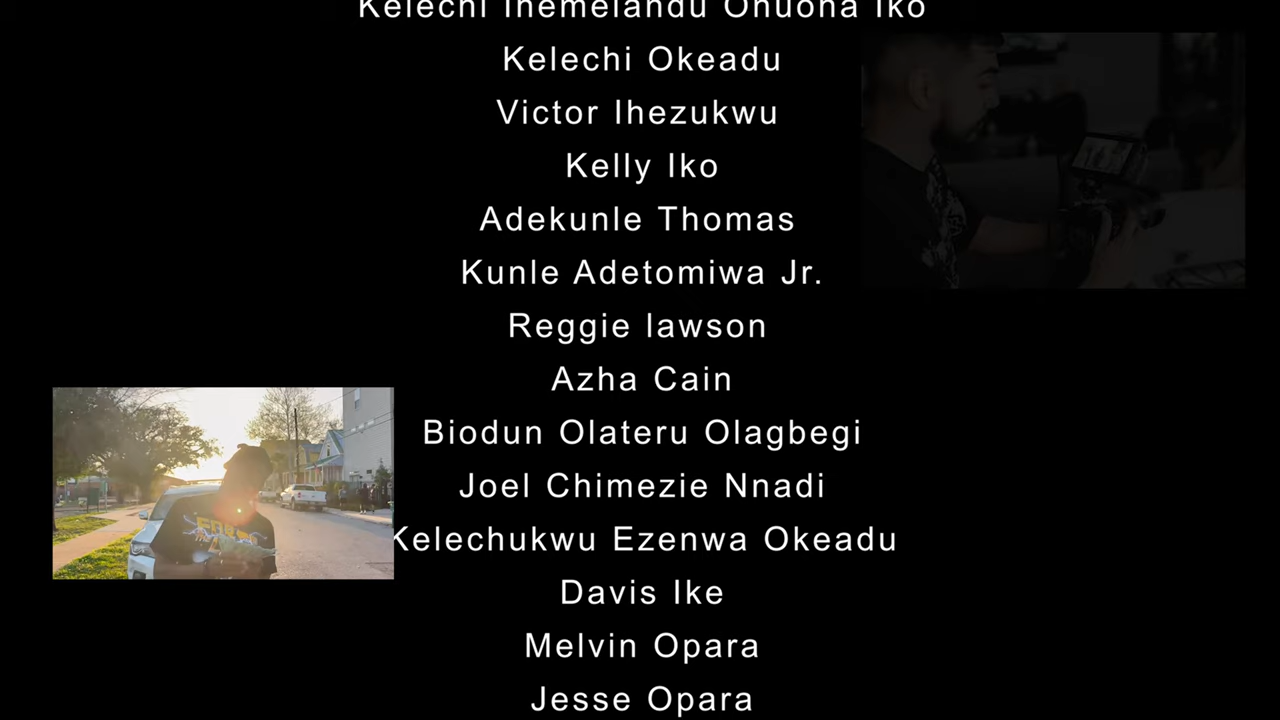 Kelechi Ihemelandu Onuoha Iko
Kelechi Okeadu
Victor Ihezukwu
Kelly Iko
Adekunle Thomas
Kunle Adetomiwa Jr.
Reggie lawson
Azha Cain
Biodun Olateru Olagbegi
Joel Chimezie Nnadi
Kelechukwu Ezenwa Okeadu
Davis Ike
Melvin Opara
Jesse Opara